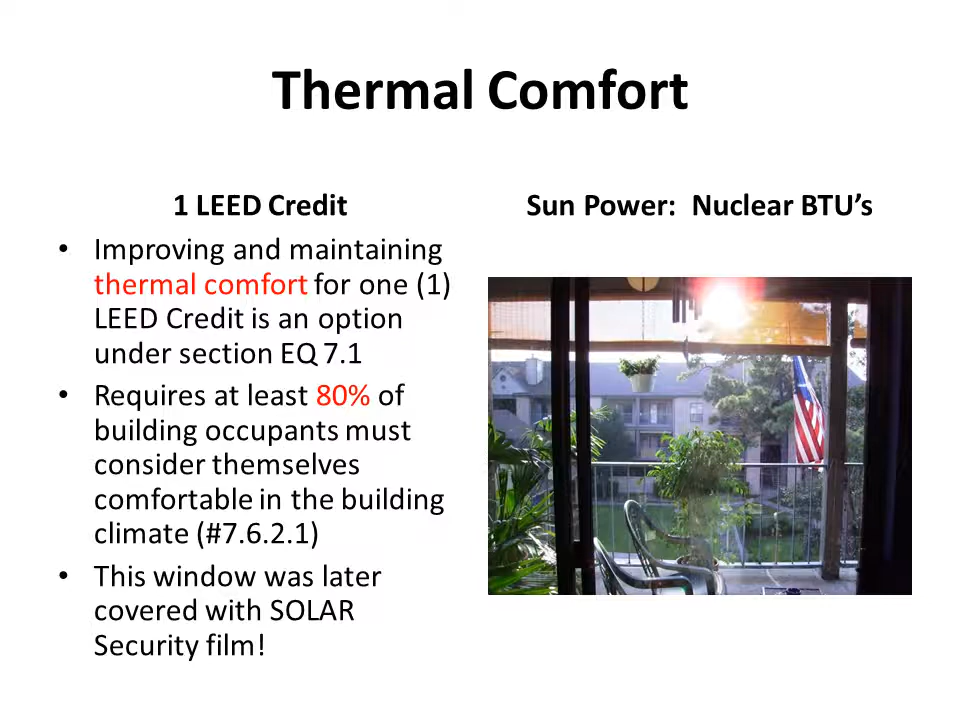 Thermal Comfort
1 LEED Credit
• Improving and maintaining
thermal comfort for one (1)
LEED Credit is an option
under section EQ 7.1
• Requires at least 80% of
building occupants must
consider themselves
comfortable in the building
climate (#7.6.2.1)
• This window was later
covered with SOLAR
Security film!
Sun Power:  Nuclear BTU’s